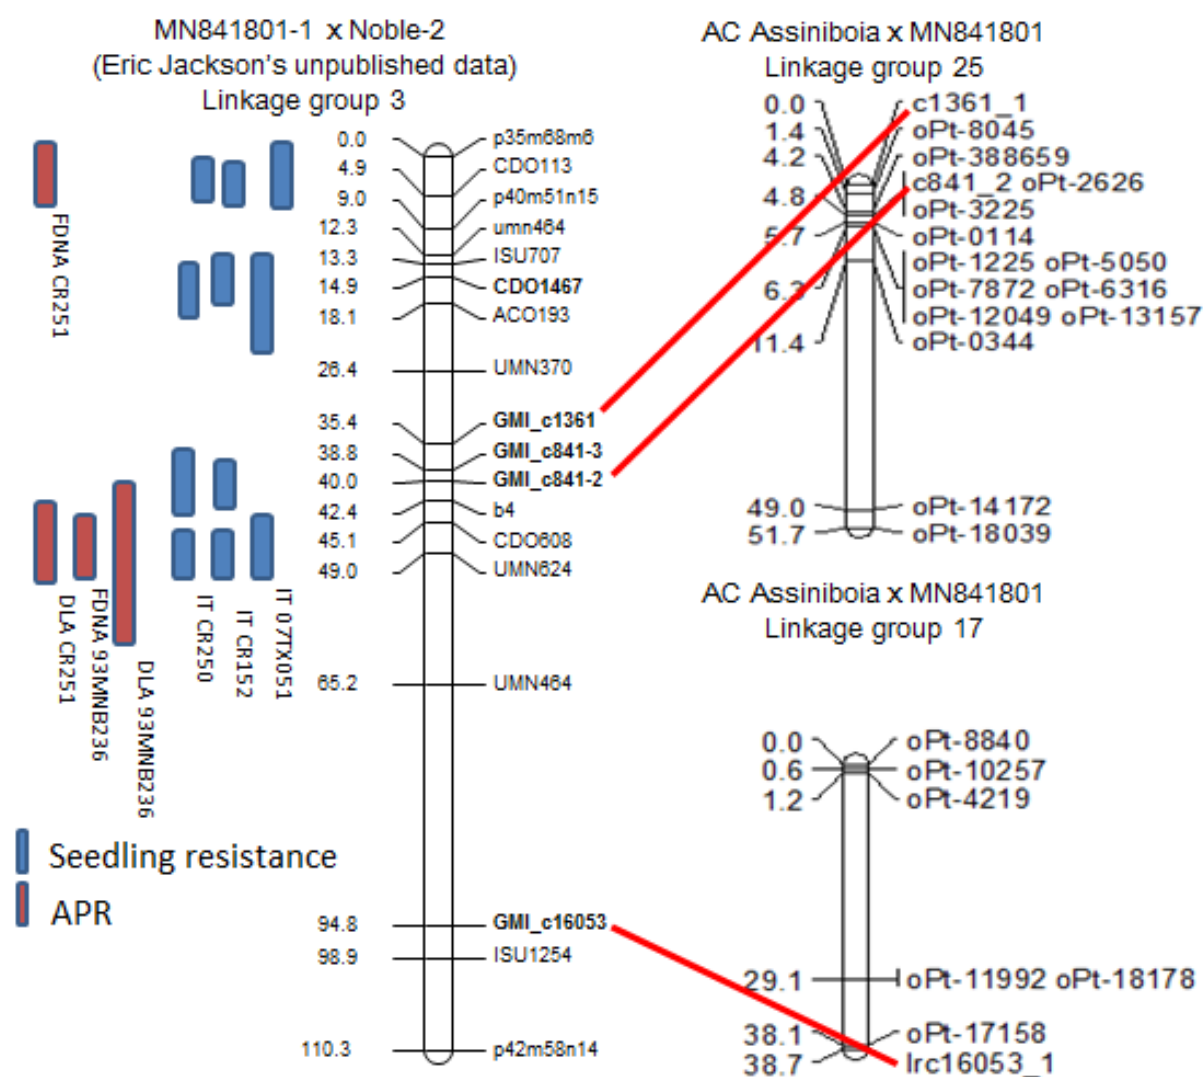 MN841801-1 x Noble-2
(Eric Jackson's unpublished data)
Linkage group 3
0.0 p35m68m6
4.9 CDO113
9.0 p40m51n15
12.3 umn464
13.3 ISU707
14.9 CDO1467
18.1 ACO193
26.4 UMN370
35.4 GMI_c1361
38.8 GMI_c841-3
40.0 GMI_c841-2
42.4 b4
45.1 CDO608
49.0 UMN624
65.2 UMN464
94.8 GMI_c16053
98.9 ISU1254
110.3 p42m58n14
FDNA CR251
DLA CR251
FDNA 93MNB236
DLA 93MNB236
IT CR250
IT CR152
IT 07TX051
Seedling resistance
APR
AC Assiniboia x MN841801
Linkage group 25
0.0 c1361_1
1.4 oPt-8045
4.2 oPt-388659
c841_2 oPt-2626
4.8 oPt-3225
5.7 oPt-0114
oPt-1225 oPt-5050
6.3 oPt-7872 oPt-6316
oPt-12049 oPt-13157
11.4 oPt-0344
49.0 oPt-14172
51.7 oPt-18039
AC Assiniboia x MN841801
Linkage group 17
0.0 oPt-8840
0.6 oPt-10257
1.2 oPt-4219
29.1 oPt-11992 oPt-18178
38.1 oPt-17158
38.7 lrc16053_1